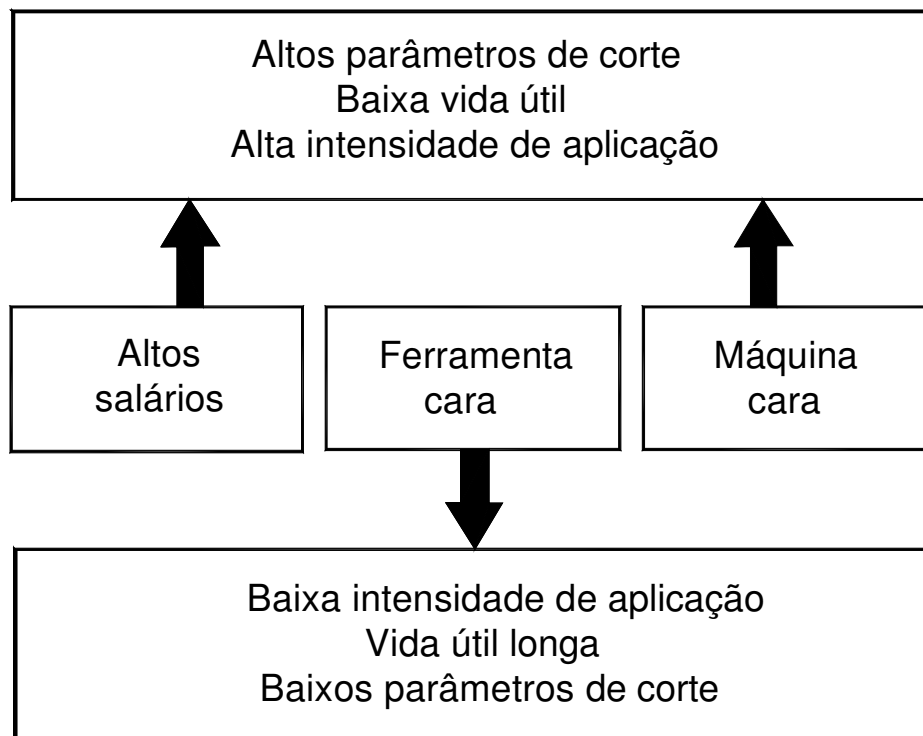 Altos parâmetros de corte
Baixa vida útil
Alta intensidade de aplicação
Altos
salários
Ferramenta
cara
Máquina
cara
Baixa intensidade de aplicação
Vida útil longa
Baixos parâmetros de corte